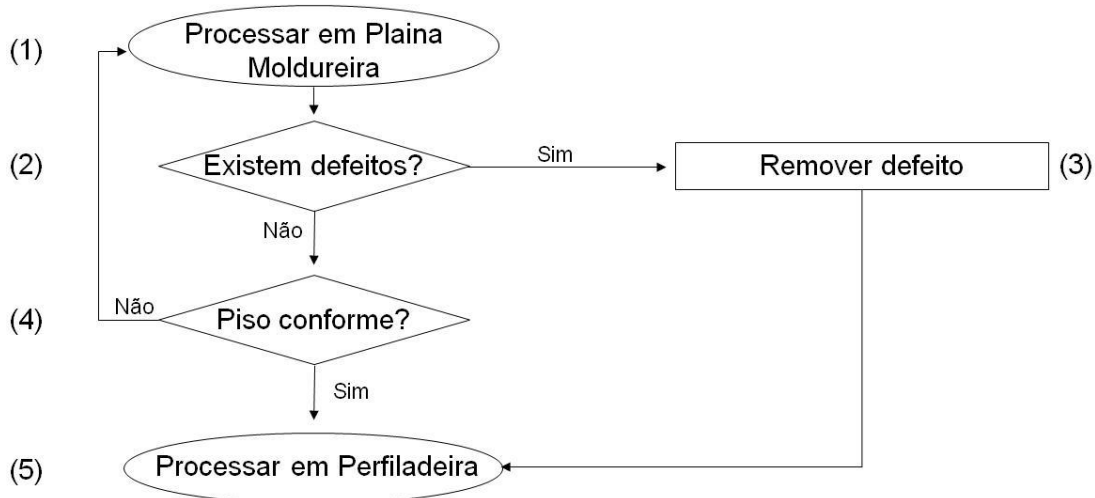 (1)
Processar em Plaina
Moldureira
(2)
Existem defeitos?
Sim
Remover defeito
(3)
Não
(4)
Não
Piso conforme?
Sim
(5)
Processar em Perfiladeira